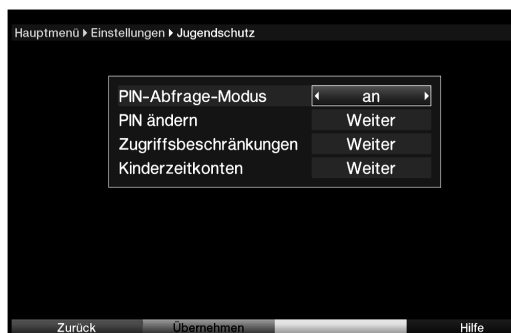 Hauptmenü ▸ Einstellungen ▸ Jugendschutz
PIN-Abfrage-Modus an
PIN ändern Weiter
Zugriffsbeschränkungen Weiter
Kinderzeitkonten Weiter
Zurück Übernehmen Hilfe